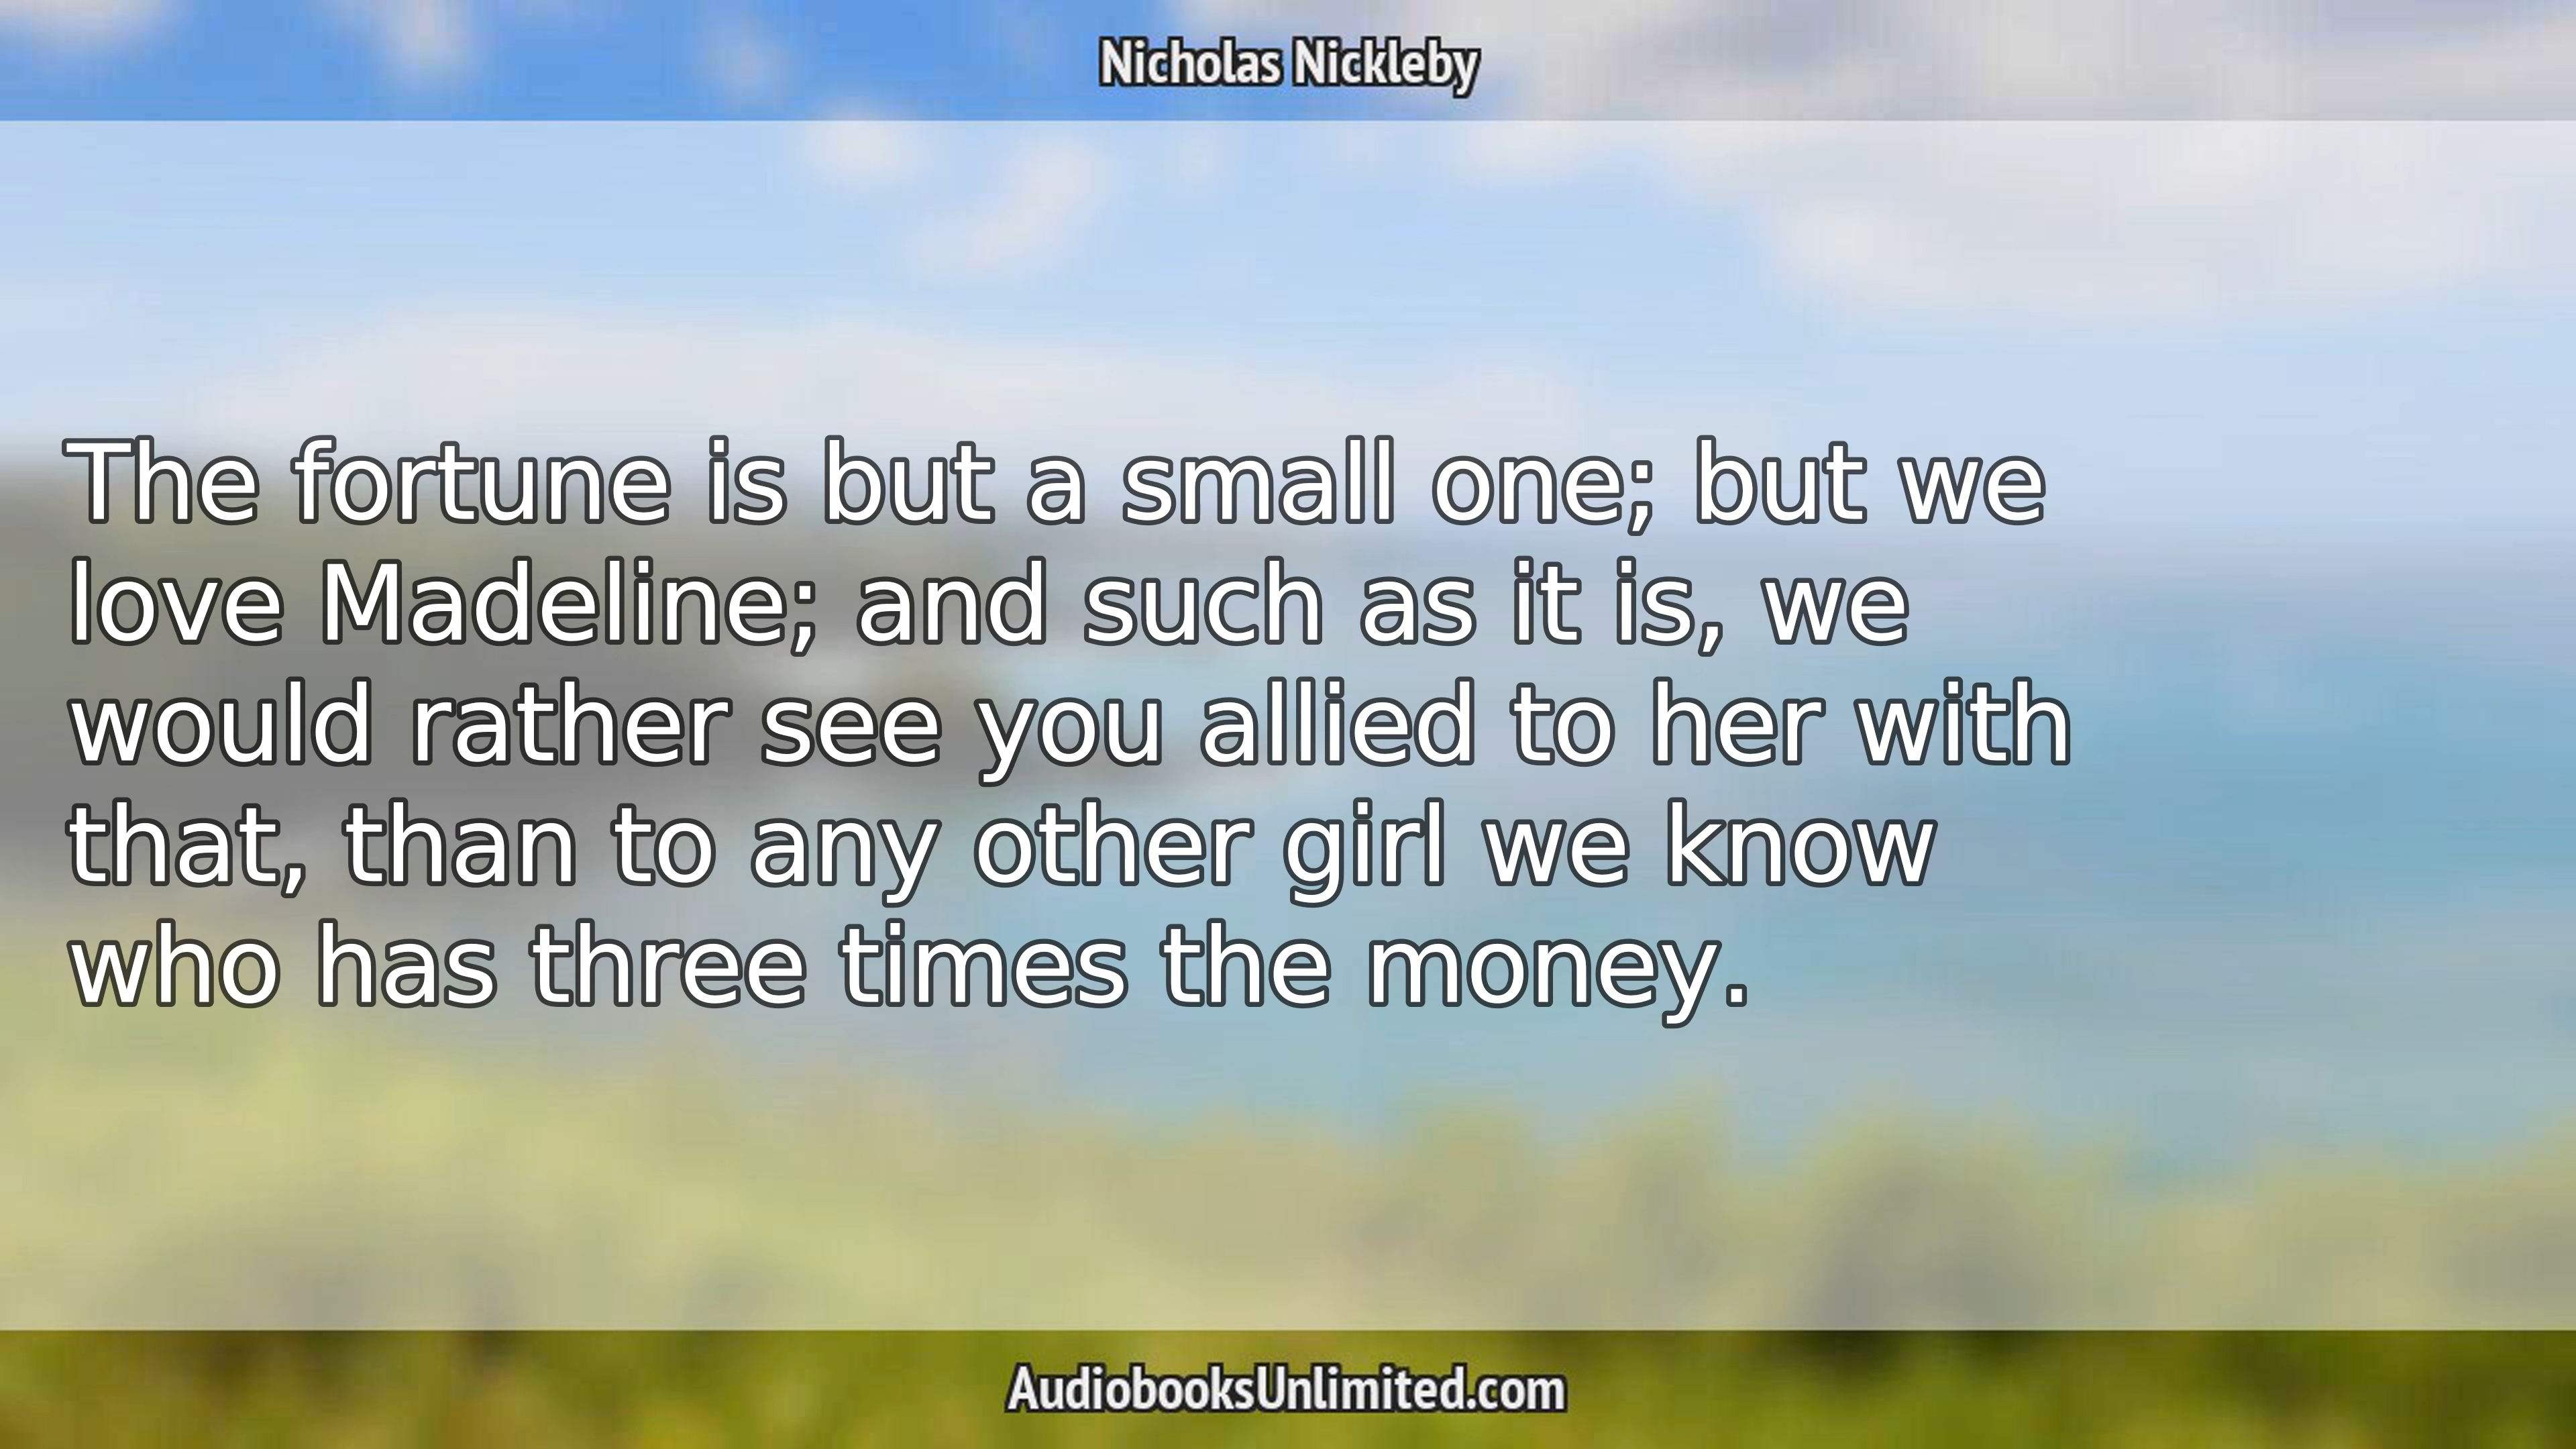 Nicholas Nickleby
The fortune is but a small one; but we
love Madeline; and such as it is, we
would rather see you allied to her with
that, than to any other girl we know
who has three times the money.
AudiobooksUnlimited.com